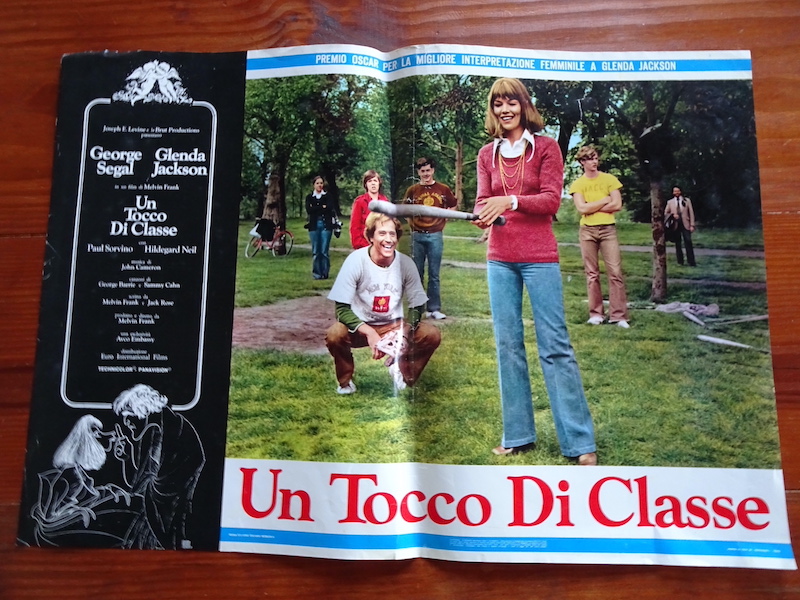 PREMIO OSCAR PER LA MIGLIORE INTERPRETAZIONE FEMMINILE A GLENDA JACKSON
Joseph E. Levine e la Brut Productions
presentano
George Segal
Glenda Jackson
in un film di Melvin Frank
Un
Tocco
Di Classe
con
Paul Sorvino
Hildegard Neil
musica di
John Cameron
canzoni di
George Barrie e Sammy Cahn
scritto da
Melvin Frank e Jack Rose
prodotto e diretto da
Melvin Frank
una esclusività
Avco Embassy
distribuzione
Euro International Films
TECHNICOLOR PANAVISION
Un Tocco Di Classe